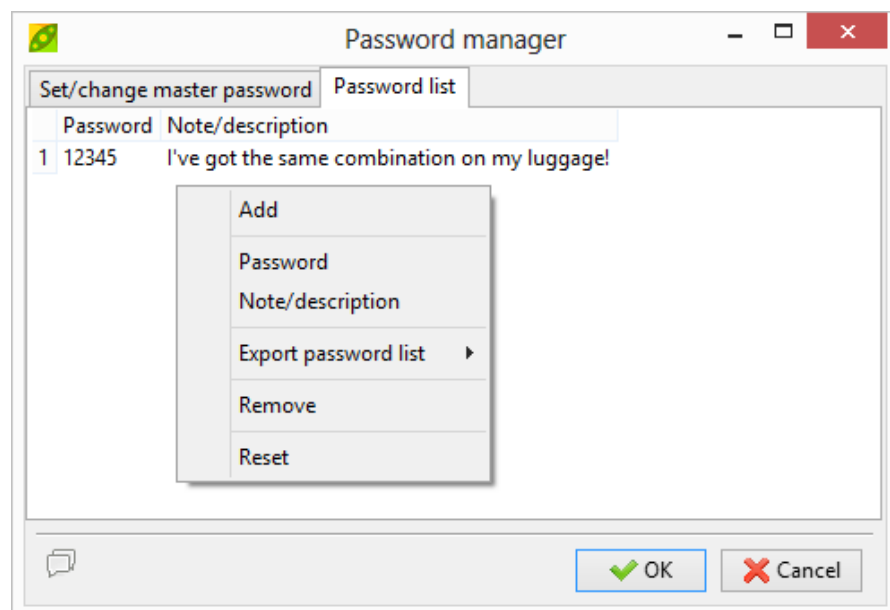 Password manager
Set/change master password Password list
Password Note/description
1 12345 I've got the same combination on my luggage!
Add
Password
Note/description
Export password list
Remove
Reset
OK Cancel